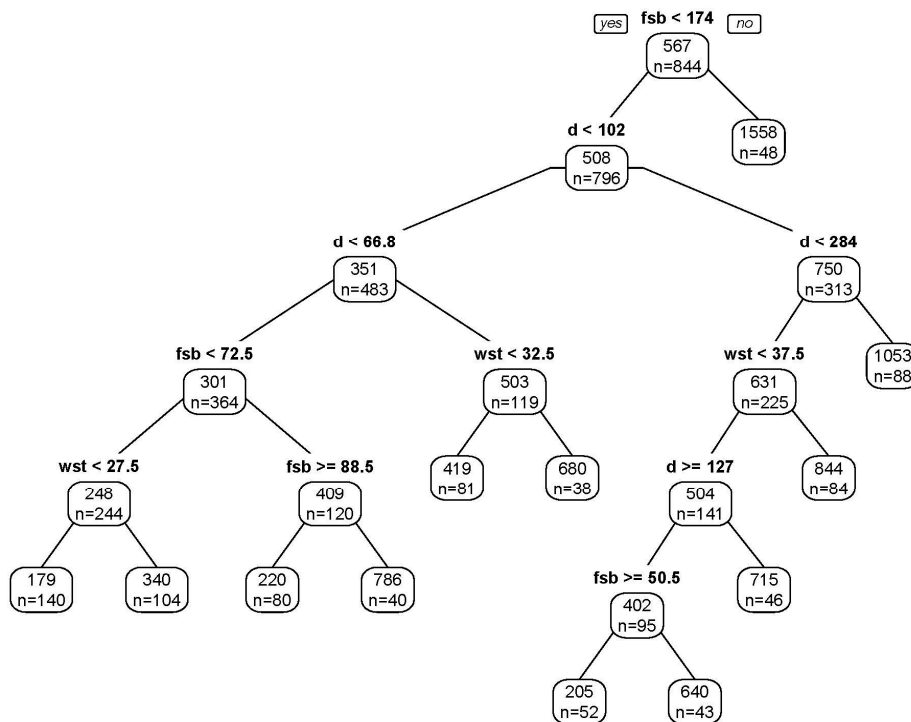 yes fsb < 174 no
567
n=844
d < 102
508
n=796
1558
n=48
d < 66.8
351
n=483
d < 284
750
n=313
fsb < 72.5
301
n=364
wst < 32.5
503
n=119
wst < 37.5
631
n=225
1053
n=88
wst < 27.5
248
n=244
fsb >= 88.5
409
n=120
419
n=81
680
n=38
d >= 127
504
n=141
844
n=84
179
n=140
340
n=104
220
n=80
786
n=40
fsb >= 50.5
402
n=95
715
n=46
205
n=52
640
n=43